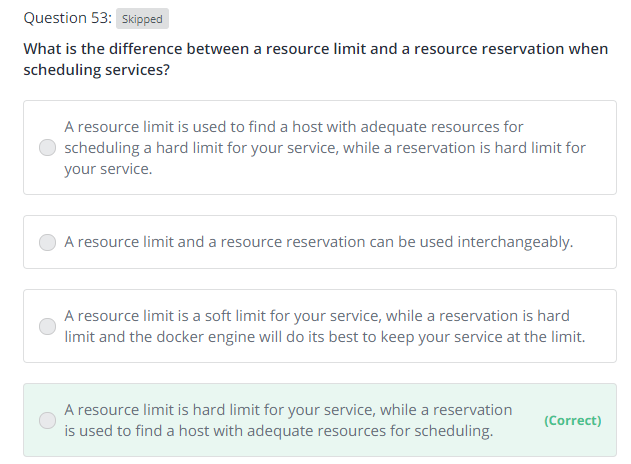 Question 53: Skipped
What is the difference between a resource limit and a resource reservation when
scheduling services?
A resource limit is used to find a host with adequate resources for
scheduling a hard limit for your service, while a reservation is hard limit for
your service.
A resource limit and a resource reservation can be used interchangeably.
A resource limit is a soft limit for your service, while a reservation is hard
limit and the docker engine will do its best to keep your service at the limit.
A resource limit is hard limit for your service, while a reservation
is used to find a host with adequate resources for scheduling.
(Correct)